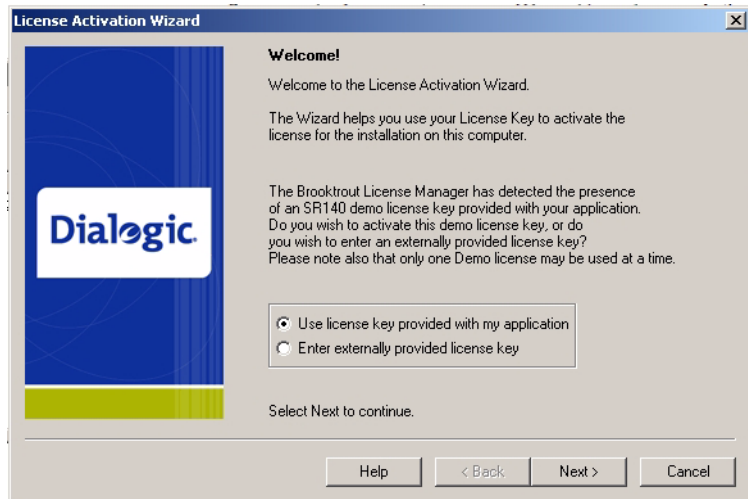 License Activation Wizard
Welcome!
Welcome to the License Activation Wizard.
The Wizard helps you use your License Key to activate the
license for the installation on this computer.
The Brooktrout License Manager has detected the presence
of an SR140 demo license key provided with your application.
Do you wish to activate this demo license key, or do
you wish to enter an externally provided license key?
Please note also that only one Demo license may be used at a time.
Dialogic.
Use license key provided with my application
Enter externally provided license key
Select Next to continue.
Help
< Back
Next >
Cancel